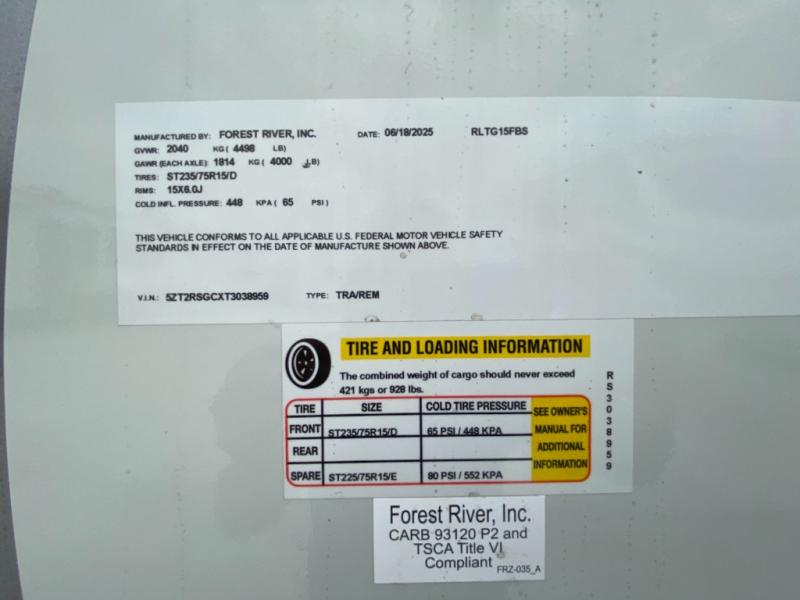 MANUFACTURED BY: FOREST RIVER, INC. DATE: 06/18/2025 RLTG15FBS
GVWR: 2040 KG ( 4498 LB)
GAWR (EACH AXLE): 1814 KG ( 4000 LB)
TIRES: ST235/75R15/D
RIMS: 15X6.0J
COLD INFL. PRESSURE: 448 KPA ( 65 PSI )
THIS VEHICLE CONFORMS TO ALL APPLICABLE U.S. FEDERAL MOTOR VEHICLE SAFETY
STANDARDS IN EFFECT ON THE DATE OF MANUFACTURE SHOWN ABOVE.
V.I.N.: 5ZT2RSGCXT3038959 TYPE: TRA/REM
TIRE AND LOADING INFORMATION
The combined weight of cargo should never exceed
421 kgs or 928 lbs.
TIRE SIZE COLD TIRE PRESSURE
FRONT ST235/75R15/D 65 PSI / 448 KPA
REAR
SPARE ST225/75R15/E 80 PSI / 552 KPA
SEE OWNER'S
MANUAL FOR
ADDITIONAL
INFORMATION
RS3038959
Forest River, Inc.
CARB 93120 P2 and
TSCA Title VI
Compliant FRZ-035_A